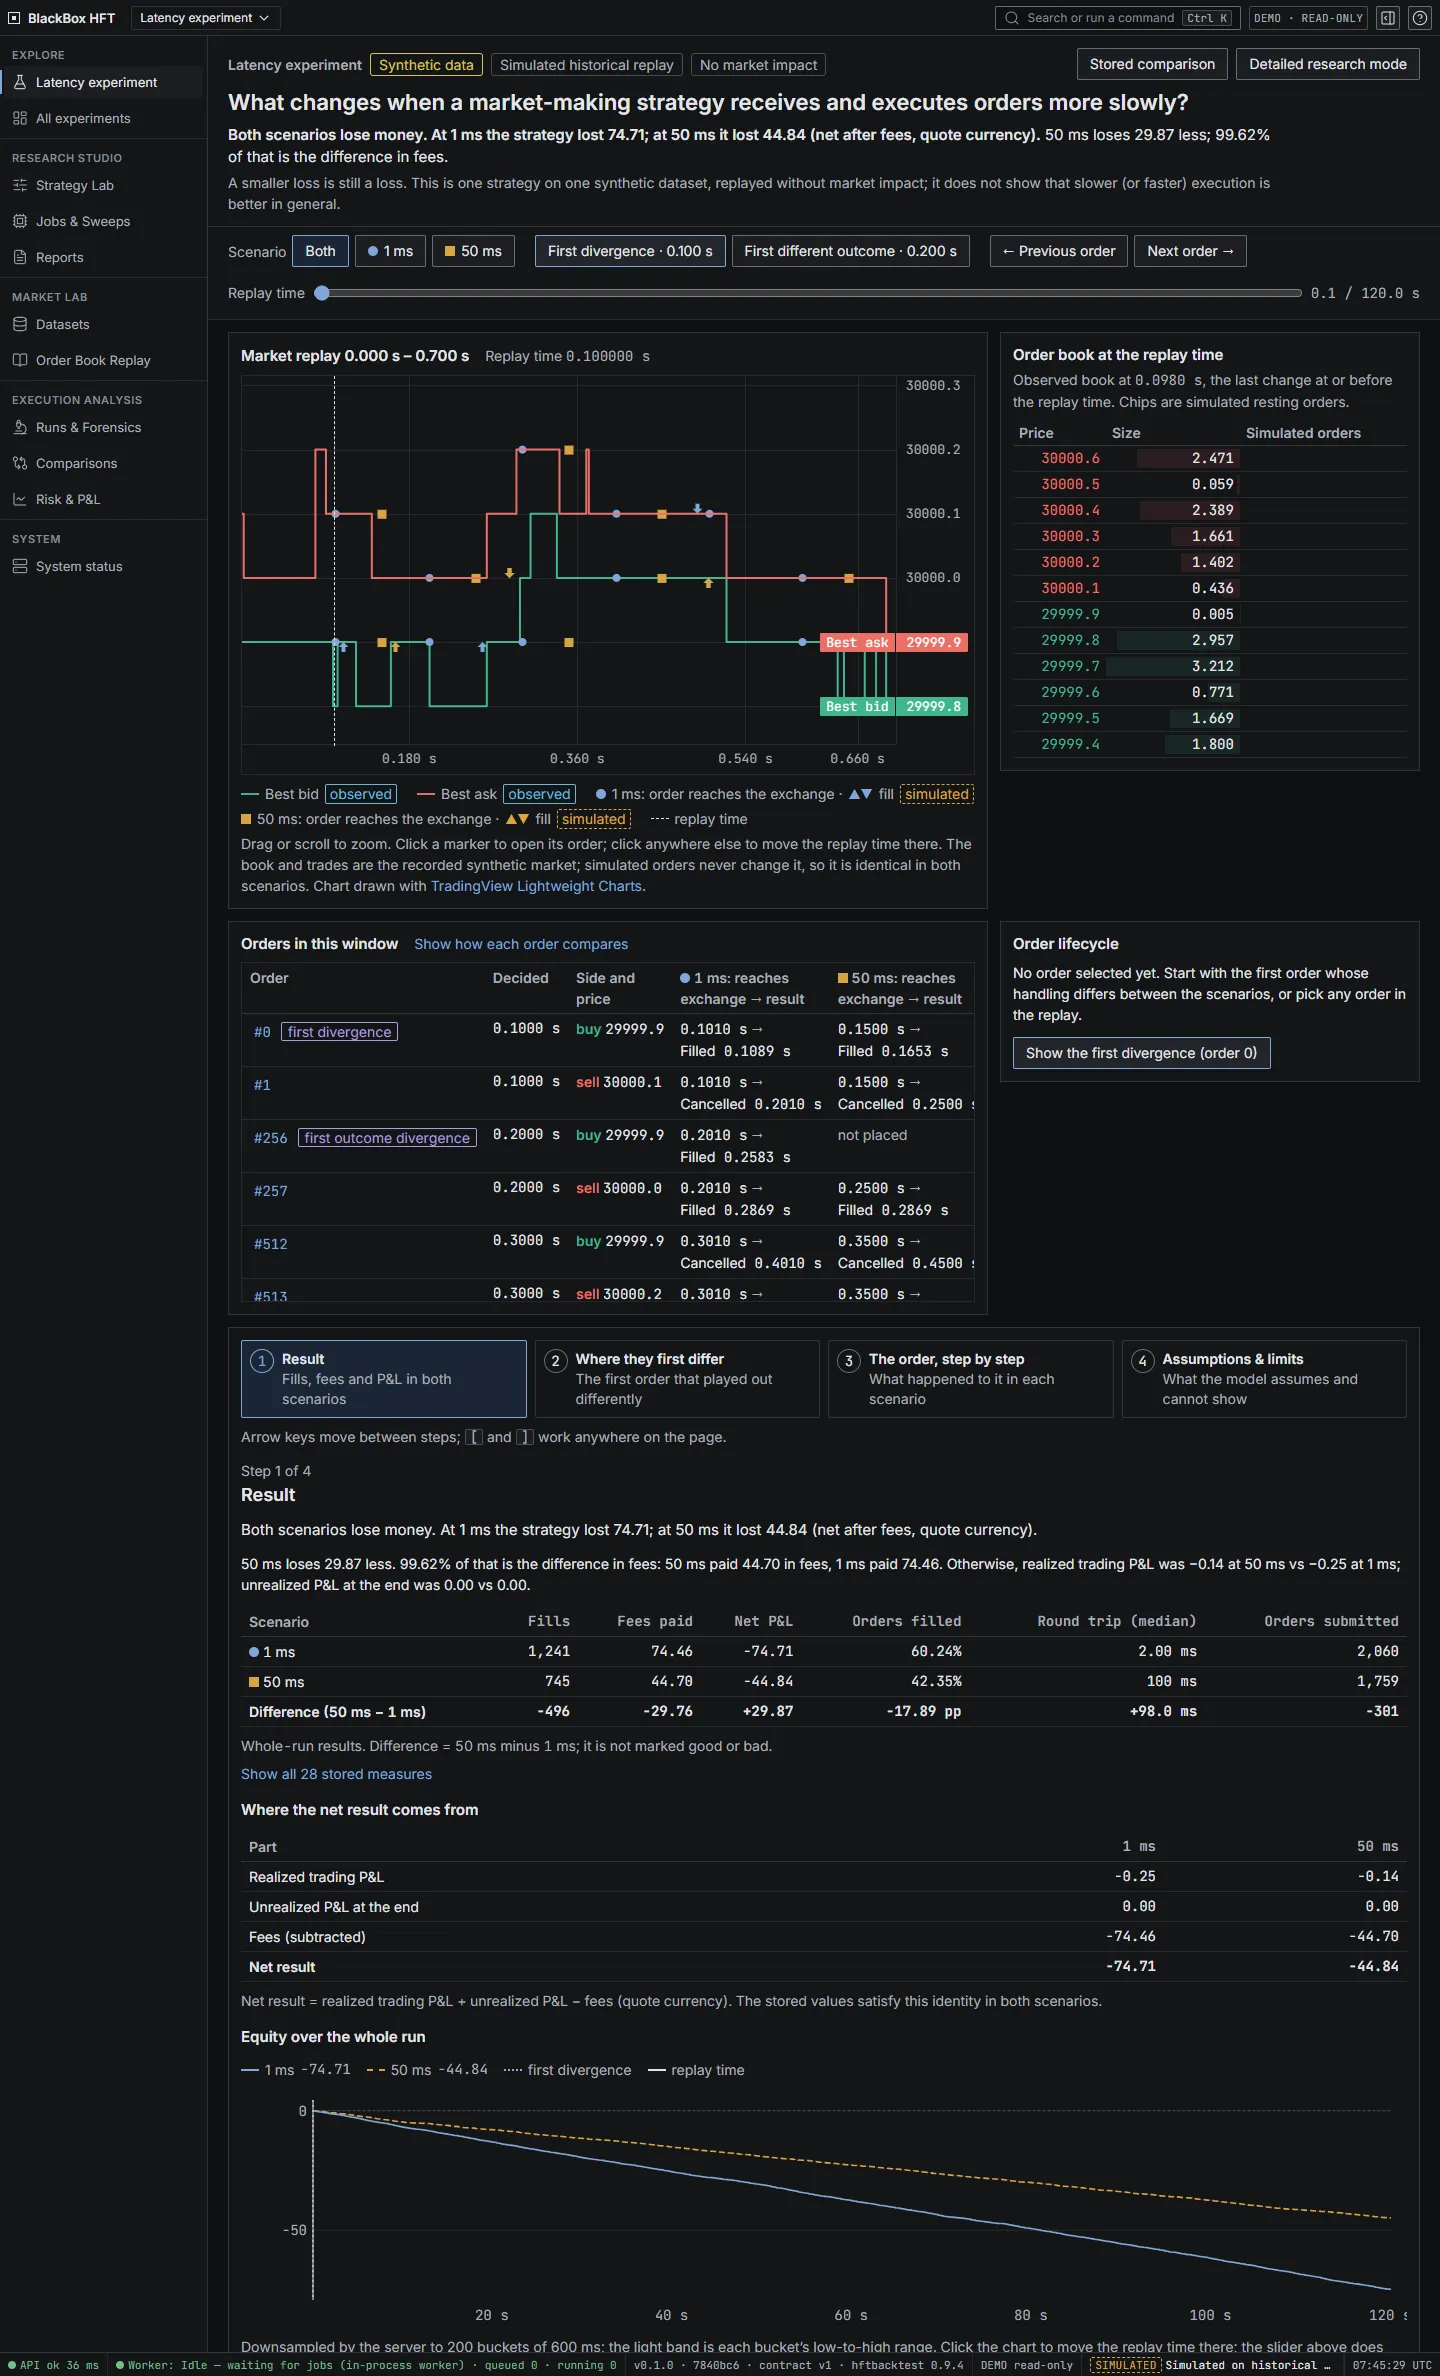 BlackBox HFT
Latency experiment
Search or run a command Ctrl K
DEMO · READ-ONLY
EXPLORE
Latency experiment
All experiments
RESEARCH STUDIO
Strategy Lab
Jobs & Sweeps
Reports
MARKET LAB
Datasets
Order Book Replay
EXECUTION ANALYSIS
Runs & Forensics
Comparisons
Risk & P&L
SYSTEM
System status
Latency experiment Synthetic data Simulated historical replay No market impact
Stored comparison Detailed research mode
What changes when a market-making strategy receives and executes orders more slowly?
Both scenarios lose money. At 1 ms the strategy lost 74.71; at 50 ms it lost 44.84 (net after fees, quote currency). 50 ms loses 29.87 less; 99.62%
of that is the difference in fees.
A smaller loss is still a loss. This is one strategy on one synthetic dataset, replayed without market impact; it does not show that slower (or faster) execution is
better in general.
Scenario Both 1 ms 50 ms First divergence · 0.100 s First different outcome · 0.200 s ← Previous order Next order →
Replay time 0.1 / 120.0 s
Market replay 0.000 s – 0.700 s Replay time 0.100000 s
30000.3
30000.2
30000.1
30000.0
Best ask 29999.9
Best bid 29999.8
0.180 s 0.360 s 0.540 s 0.660 s
Best bid observed Best ask observed 1 ms: order reaches the exchange · ▲▼ fill simulated
50 ms: order reaches the exchange · ▲▼ fill simulated replay time
Drag or scroll to zoom. Click a marker to open its order; click anywhere else to move the replay time there. The
book and trades are the recorded synthetic market; simulated orders never change it, so it is identical in both
scenarios. Chart drawn with TradingView Lightweight Charts.
Order book at the replay time
Observed book at 0.0980 s, the last change at or before
the replay time. Chips are simulated resting orders.
Price Size Simulated orders
30000.6 2.471
30000.5 0.059
30000.4 2.389
30000.3 1.661
30000.2 1.402
30000.1 0.436
29999.9 0.005
29999.8 2.957
29999.7 3.212
29999.6 0.771
29999.5 1.669
29999.4 1.800
Orders in this window Show how each order compares
Order Decided Side and price 1 ms: reaches exchange → result 50 ms: reaches exchange → result
#0 first divergence 0.1000 s buy 29999.9 0.1010 s → 0.1500 s →
Filled 0.1089 s Filled 0.1653 s
#1 0.1000 s sell 30000.1 0.1010 s → 0.1500 s →
Cancelled 0.2010 s Cancelled 0.2500 s
#256 first outcome divergence 0.2000 s buy 29999.9 0.2010 s → not placed
Filled 0.2583 s
#257 0.2000 s sell 30000.0 0.2010 s → 0.2500 s →
Filled 0.2869 s Filled 0.2869 s
#512 0.3000 s buy 29999.9 0.3010 s → 0.3500 s →
Cancelled 0.4010 s Cancelled 0.4500 s
#513 0.3000 s sell 30000.2 0.3010 s → 0.3500 s →
Order lifecycle
No order selected yet. Start with the first order whose
handling differs between the scenarios, or pick any order in
the replay.
Show the first divergence (order 0)
1 Result
Fills, fees and P&L in both
scenarios
2 Where they first differ
The first order that played out
differently
3 The order, step by step
What happened to it in each
scenario
4 Assumptions & limits
What the model assumes and
cannot show
Arrow keys move between steps; [ and ] work anywhere on the page.
Step 1 of 4
Result
Both scenarios lose money. At 1 ms the strategy lost 74.71; at 50 ms it lost 44.84 (net after fees, quote currency).
50 ms loses 29.87 less. 99.62% of that is the difference in fees: 50 ms paid 44.70 in fees, 1 ms paid 74.46. Otherwise, realized trading P&L was −0.14 at 50 ms vs −0.25 at 1 ms;
unrealized P&L at the end was 0.00 vs 0.00.
Scenario Fills Fees paid Net P&L Orders filled Round trip (median) Orders submitted
1 ms 1,241 74.46 -74.71 60.24% 2.00 ms 2,060
50 ms 745 44.70 -44.84 42.35% 100 ms 1,759
Difference (50 ms − 1 ms) -496 -29.76 +29.87 -17.89 pp +98.0 ms -301
Whole-run results. Difference = 50 ms minus 1 ms; it is not marked good or bad.
Show all 28 stored measures
Where the net result comes from
Part 1 ms 50 ms
Realized trading P&L -0.25 -0.14
Unrealized P&L at the end 0.00 0.00
Fees (subtracted) -74.46 -44.70
Net result -74.71 -44.84
Net result = realized trading P&L + unrealized P&L − fees (quote currency). The stored values satisfy this identity in both scenarios.
Equity over the whole run
1 ms -74.71 50 ms -44.84 first divergence replay time
0
-50
20 s 40 s 60 s 80 s 100 s 120 s
Downsampled by the server to 200 buckets of 600 ms; the light band is each bucket's low-to-high range. Click the chart to move the replay time there; the slider above does
API ok 36 ms Worker: Idle — waiting for jobs (in-process worker) · queued 0 · running 0 v0.1.0 · 7840bc6 · contract v1 · hftbacktest 0.9.4 DEMO read-only SIMULATED Simulated on historical … 07:45:29 UTC